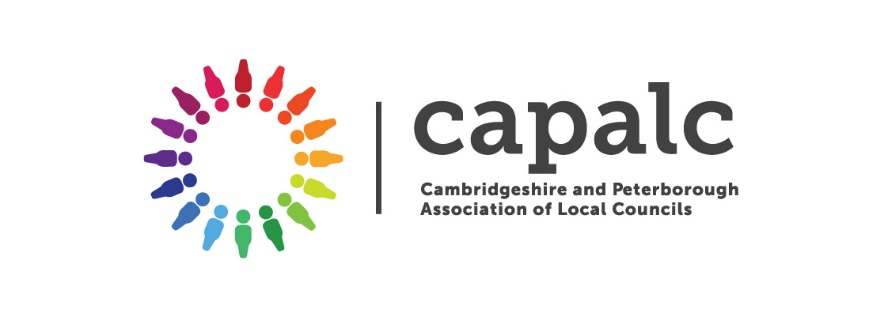 capalc
Cambridgeshire and Peterborough
Association of Local Councils